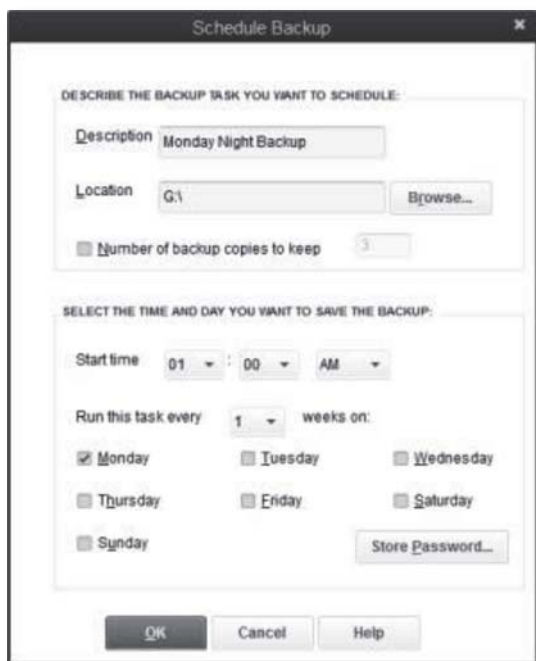 Schedule Backup
DESCRIBE THE BACKUP TASK YOU WANT TO SCHEDULE:
Description Monday Night Backup
Location G:\ Browse...
Number of backup copies to keep 3
SELECT THE TIME AND DAY YOU WANT TO SAVE THE BACKUP:
Start time 01 : 00 AM
Run this task every 1 weeks on:
Monday Tuesday Wednesday
Thursday Friday Saturday
Sunday Store Password...
OK Cancel Help